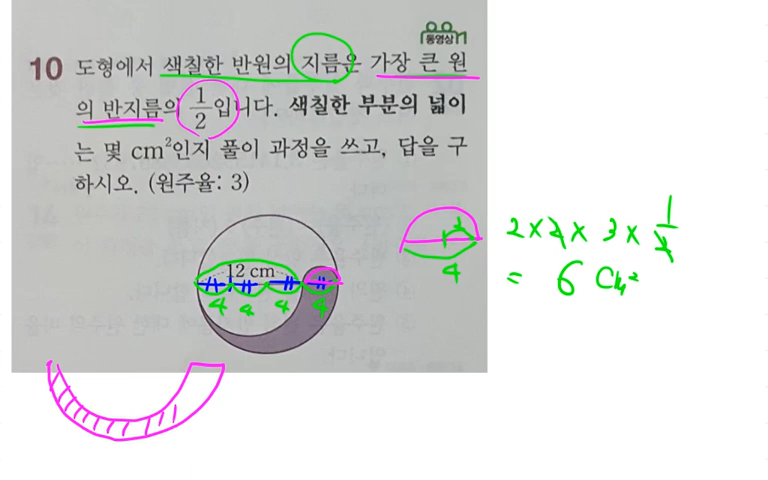 동영상
10 도형에서 색칠한 반원의 지름은 가장 큰 원
의 반지름의 1/2입니다. 색칠한 부분의 넓이
는 몇 cm²인지 풀이 과정을 쓰고, 답을 구
하시오. (원주율: 3)
12 cm
4 4 4 4
2
4
2×2×3×1/2
= 6 cm²